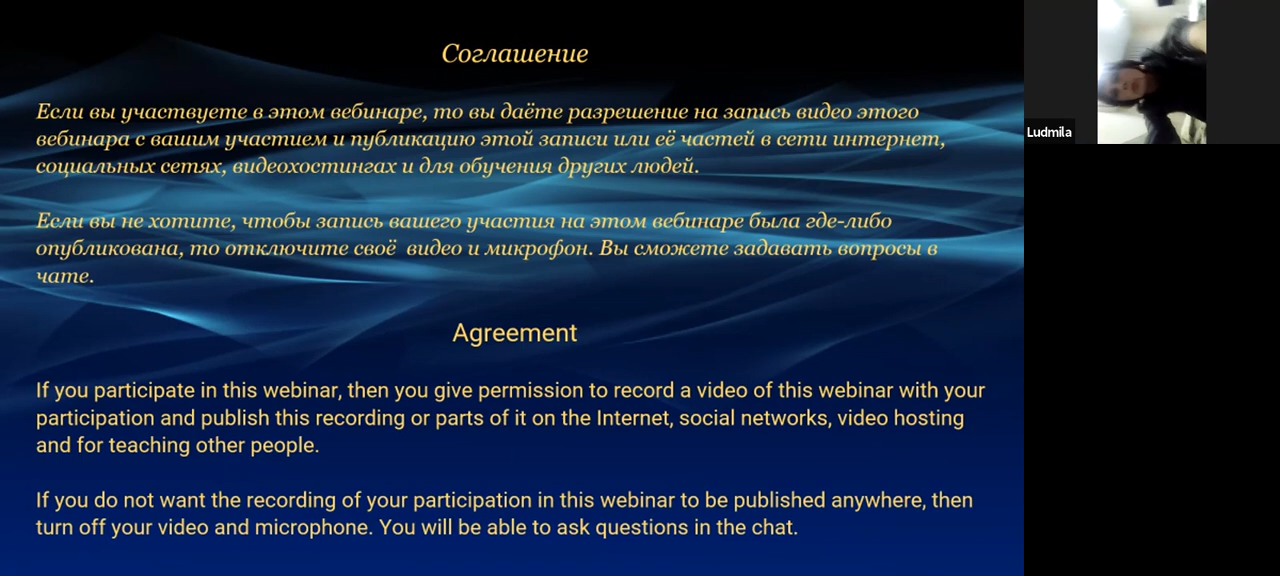 Соглашение
Если вы участвуете в этом вебинаре, то вы даёте разрешение на запись видео этого
вебинара с вашим участием и публикацию этой записи или её частей в сети интернет,
социальных сетях, видеохостингах и для обучения других людей.
Если вы не хотите, чтобы запись вашего участия на этом вебинаре была где-либо
опубликована, то отключите своё  видео и микрофон. Вы сможете задавать вопросы в
чате.
Agreement
If you participate in this webinar, then you give permission to record a video of this webinar with your
participation and publish this recording or parts of it on the Internet, social networks, video hosting
and for teaching other people.
If you do not want the recording of your participation in this webinar to be published anywhere, then
turn off your video and microphone. You will be able to ask questions in the chat.
Ludmila